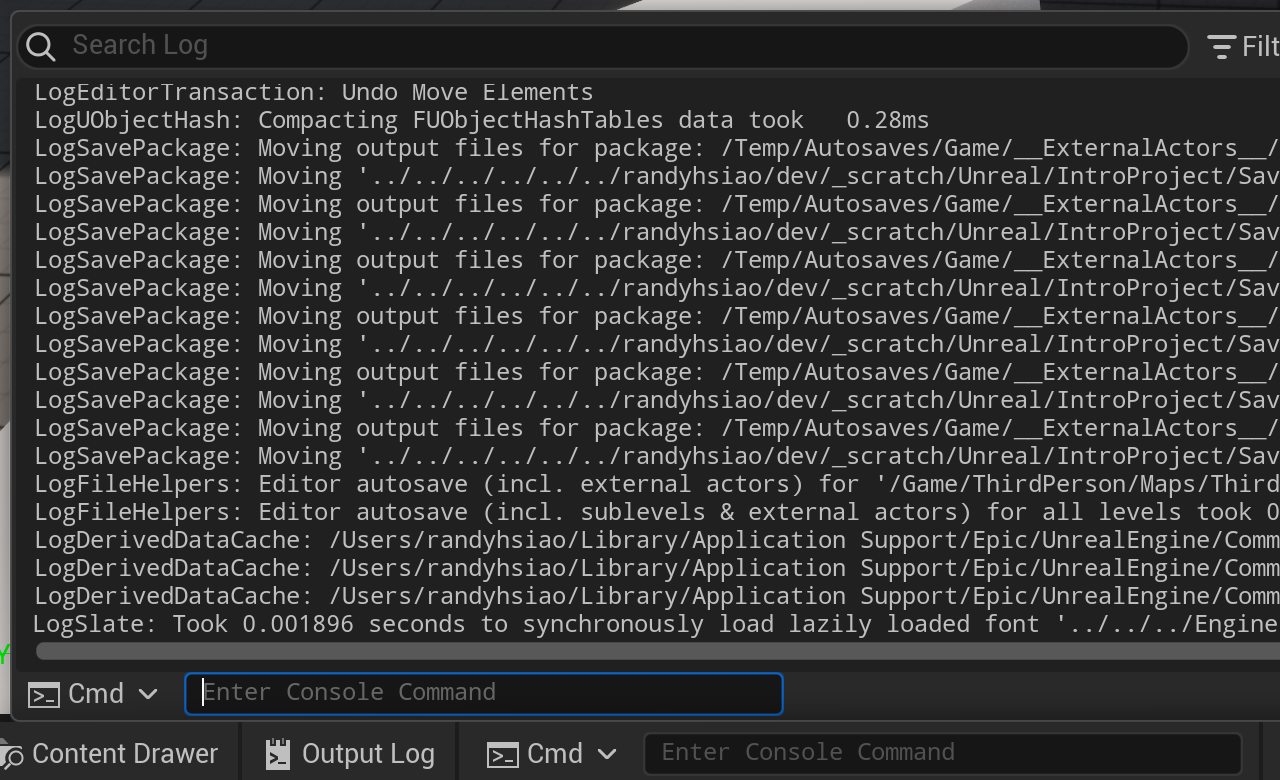 Search Log
Filt
LogEditorTransaction: Undo Move Elements
LogUObjectHash: Compacting FUObjectHashTables data took   0.28ms
LogSavePackage: Moving output files for package: /Temp/Autosaves/Game/__ExternalActors__/
LogSavePackage: Moving '../../../../../../randyhsiao/dev/_scratch/Unreal/IntroProject/Sav
LogSavePackage: Moving output files for package: /Temp/Autosaves/Game/__ExternalActors__/
LogSavePackage: Moving '../../../../../../randyhsiao/dev/_scratch/Unreal/IntroProject/Sav
LogSavePackage: Moving output files for package: /Temp/Autosaves/Game/__ExternalActors__/
LogSavePackage: Moving '../../../../../../randyhsiao/dev/_scratch/Unreal/IntroProject/Sav
LogSavePackage: Moving output files for package: /Temp/Autosaves/Game/__ExternalActors__/
LogSavePackage: Moving '../../../../../../randyhsiao/dev/_scratch/Unreal/IntroProject/Sav
LogSavePackage: Moving output files for package: /Temp/Autosaves/Game/__ExternalActors__/
LogSavePackage: Moving '../../../../../../randyhsiao/dev/_scratch/Unreal/IntroProject/Sav
LogSavePackage: Moving output files for package: /Temp/Autosaves/Game/__ExternalActors__/
LogSavePackage: Moving '../../../../../../randyhsiao/dev/_scratch/Unreal/IntroProject/Sav
LogFileHelpers: Editor autosave (incl. external actors) for '/Game/ThirdPerson/Maps/Third
LogFileHelpers: Editor autosave (incl. sublevels & external actors) for all levels took 0
LogDerivedDataCache: /Users/randyhsiao/Library/Application Support/Epic/UnrealEngine/Comm
LogDerivedDataCache: /Users/randyhsiao/Library/Application Support/Epic/UnrealEngine/Comm
LogDerivedDataCache: /Users/randyhsiao/Library/Application Support/Epic/UnrealEngine/Comm
LogSlate: Took 0.001896 seconds to synchronously load lazily loaded font '../../../Engine
Y
Cmd
Enter Console Command
Content Drawer
Output Log
Cmd
Enter Console Command